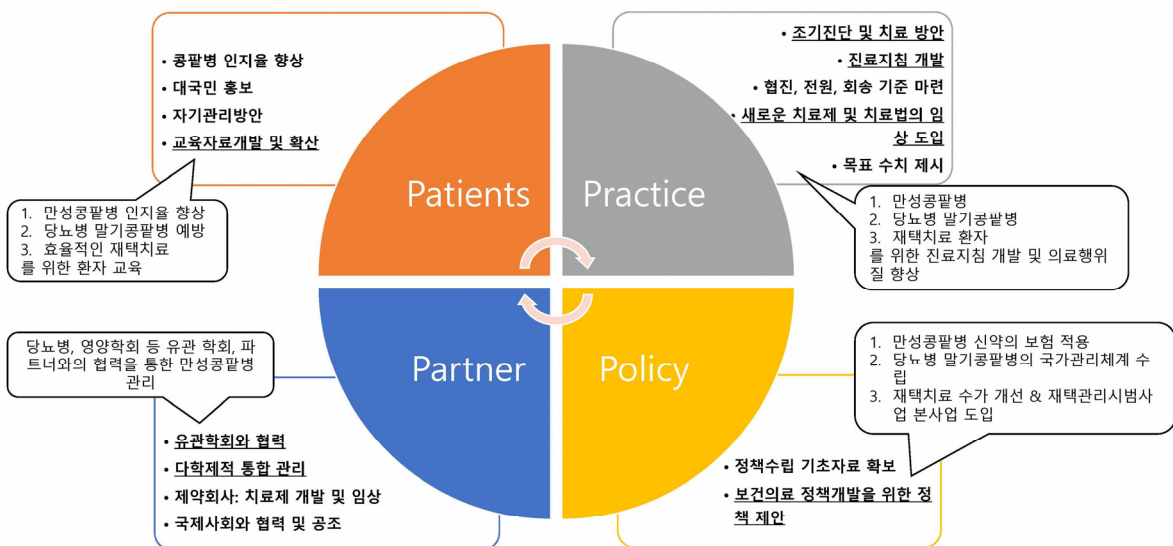 • 콩팥병 인지율 향상
• 대국민 홍보
• 자기관리방안
• 교육자료개발 및 확산
1. 만성콩팥병 인지율 향상
2. 당뇨병 말기콩팥병 예방
3. 효율적인 재택치료
를 위한 환자 교육
Patients
Practice
• 조기진단 및 치료 방안
• 진료지침 개발
• 협진, 전원, 회송 기준 마련
• 새로운 치료제 및 치료법의 임
상 도입
• 목표 수치 제시
1. 만성콩팥병
2. 당뇨병 말기콩팥병
3. 재택치료 환자
를 위한 진료지침 개발 및 의료행위
질 향상
당뇨병, 영양학회 등 유관 학회, 파
트너와의 협력을 통한 만성콩팥병
관리
• 유관학회와 협력
• 다학제적 통합 관리
• 제약회사: 치료제 개발 및 임상
• 국제사회와 협력 및 공조
Partner
Policy
1. 만성콩팥병 신약의 보험 적용
2. 당뇨병 말기콩팥병의 국가관리체계 수
립
3. 재택치료 수가 개선 & 재택관리시범사
업 본사업 도입
• 정책수립 기초자료 확보
• 보건의료 정책개발을 위한 정
책 제안